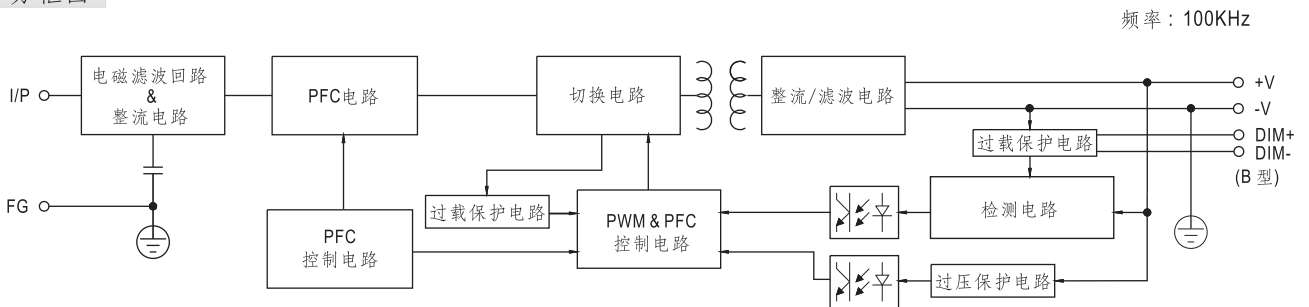 频率：100KHz
I/P
电磁滤波回路
&
整流电路
PFC电路
切换电路
整流/滤波电路
+V
-V
DIM+
DIM-
(B 型)
过载保护电路
FG
过载保护电路
PFC
控制电路
PWM & PFC
控制电路
检测电路
过压保护电路